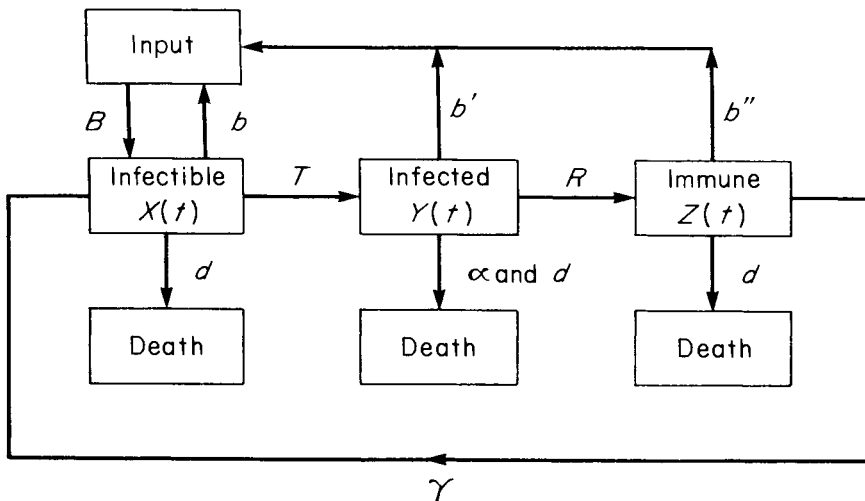 Input
B
b
b'
b"
Infectible
X(t)
T
Infected
Y(t)
R
Immune
Z(t)
d
α and d
d
Death
Death
Death
γ